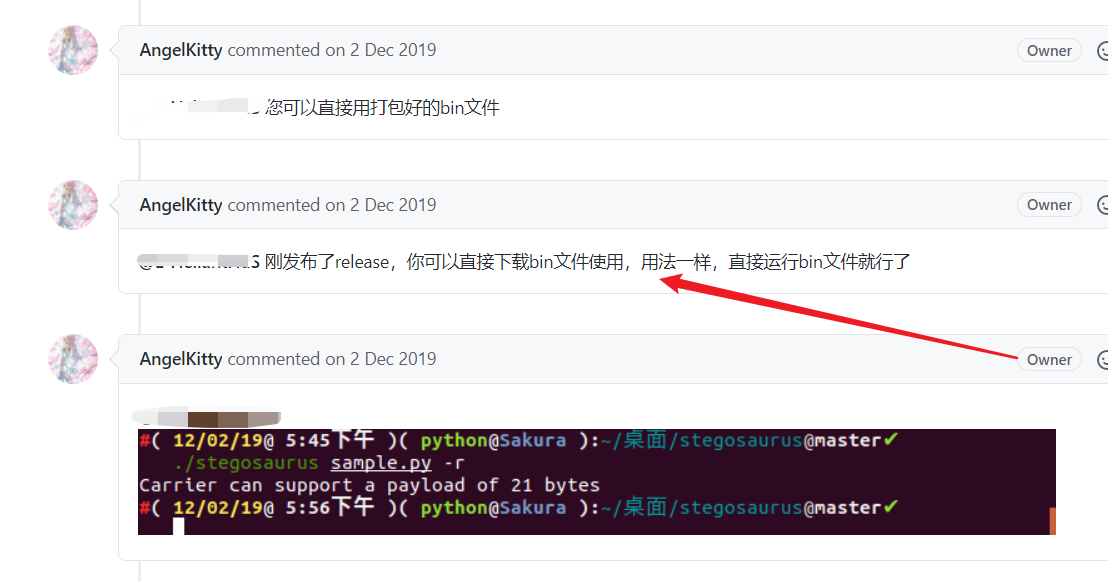 AngelKitty commented on 2 Dec 2019
Owner
您可以直接用打包好的bin文件
AngelKitty commented on 2 Dec 2019
Owner
刚发布了release，你可以直接下载bin文件使用，用法一样，直接运行bin文件就行了
AngelKitty commented on 2 Dec 2019
Owner
#( 12/02/19@ 5:45下午 )( python@Sakura ):~/桌面/stegosaurus@master✔
./stegosaurus sample.py -r
Carrier can support a payload of 21 bytes
#( 12/02/19@ 5:56下午 )( python@Sakura ):~/桌面/stegosaurus@master✔